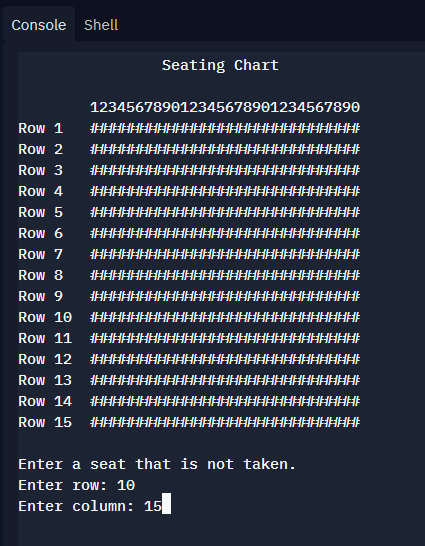 Console Shell
Seating Chart
123456789012345678901234567890
Row 1 ##############################
Row 2 ##############################
Row 3 ##############################
Row 4 ##############################
Row 5 ##############################
Row 6 ##############################
Row 7 ##############################
Row 8 ##############################
Row 9 ##############################
Row 10 ##############################
Row 11 ##############################
Row 12 ##############################
Row 13 ##############################
Row 14 ##############################
Row 15 ##############################
Enter a seat that is not taken.
Enter row: 10
Enter column: 15